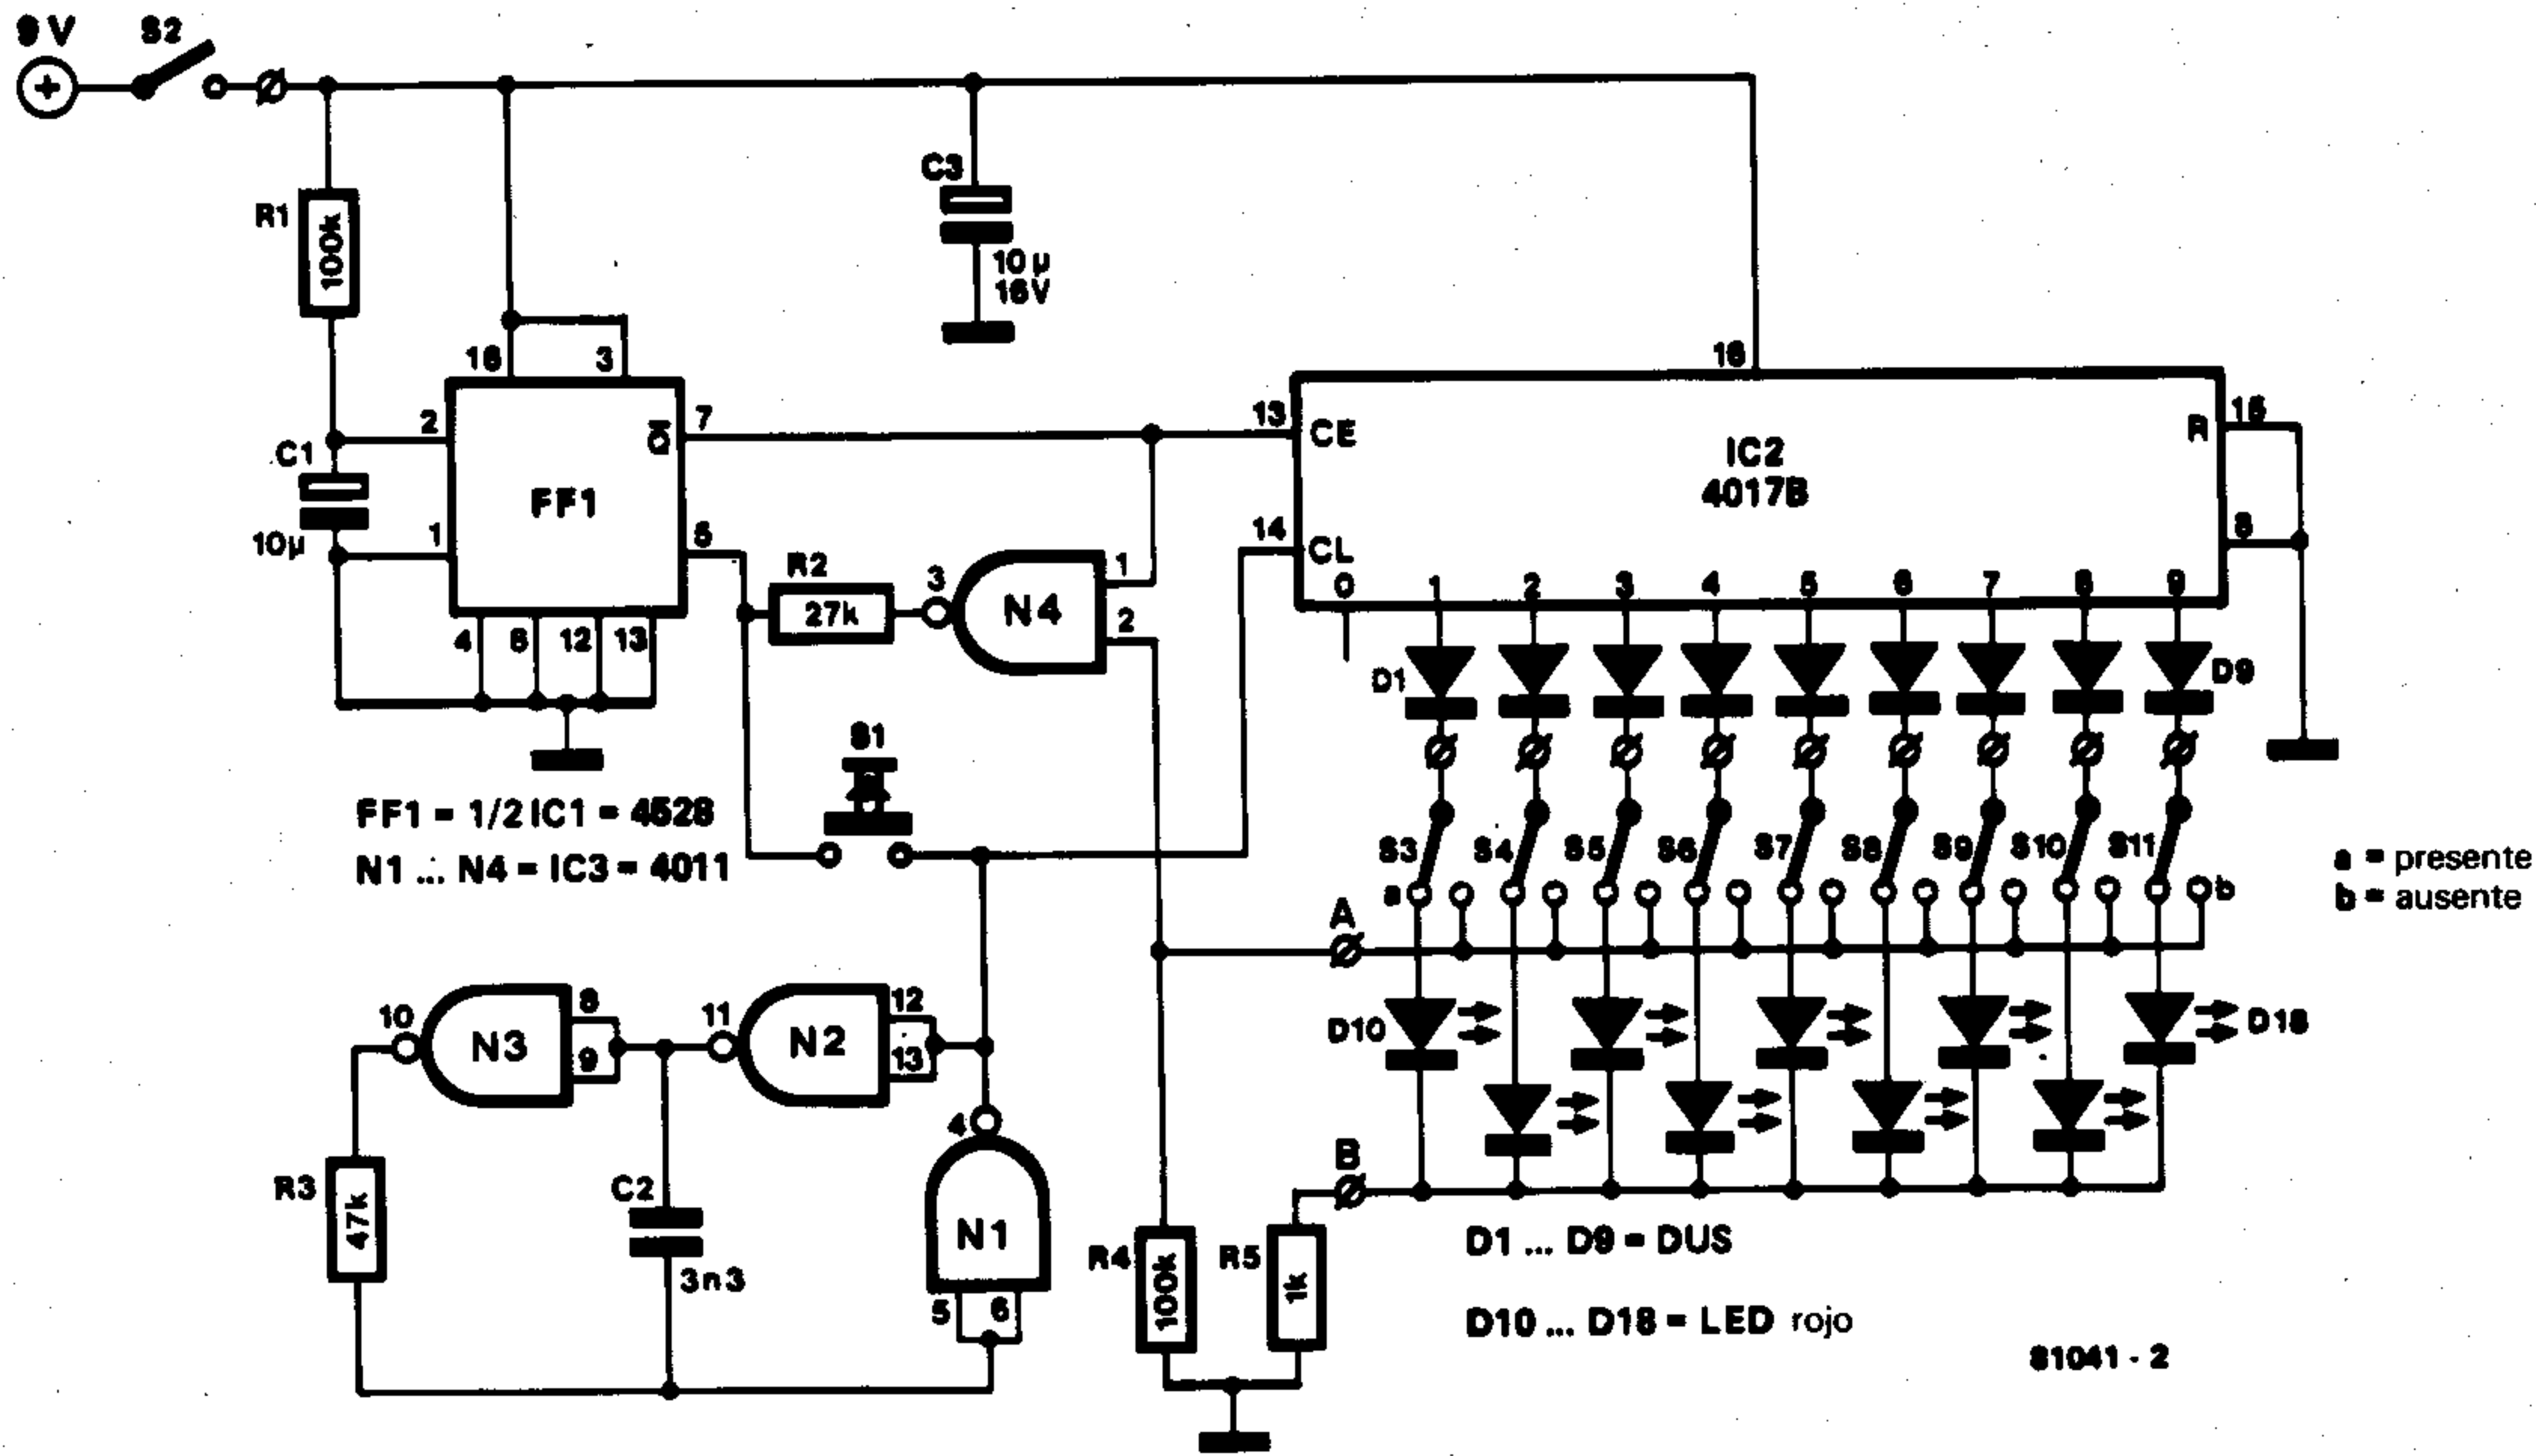 9 V
S2
C3
10 µ
16V
R1
100k
16
3
16
2
C1
10µ
1
FF1
Q̅
7
5
4
6
12
13
13
CE
14
CL
IC2
4017B
R
15
8
0
1
2
3
4
5
6
7
8
9
R2
27k
3
N4
1
2
D1
D9
S1
FF1 = 1/2 IC1 = 4528
N1 ... N4 = IC3 = 4011
S3
S4
S5
S6
S7
S8
S9
S10
S11
a
b
a = presente
b = ausente
A
10
N3
8
9
11
N2
12
13
D10
D18
4
N1
5
6
R3
47k
C2
3n3
R4
100k
R5
1k
B
D1 ... D9 = DUS
D10 ... D18 = LED rojo
81041 - 2